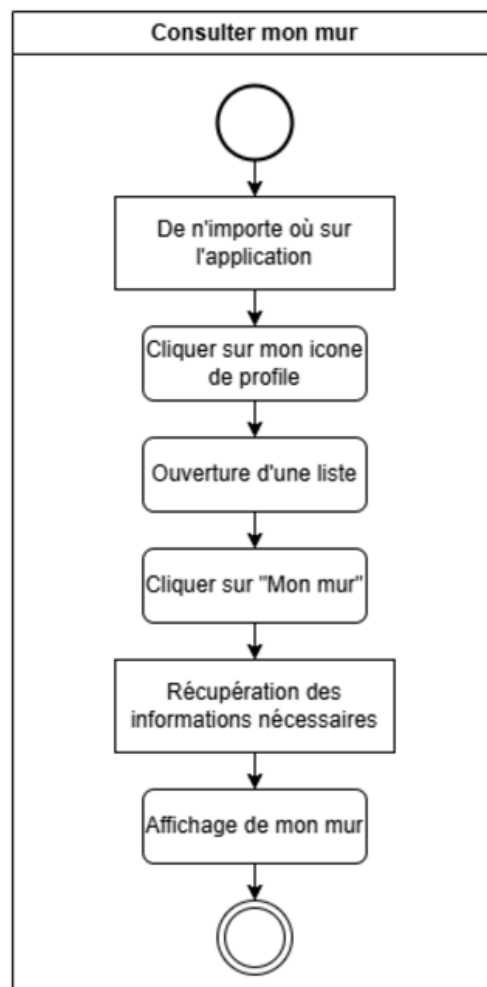 Consulter mon mur
De n'importe où sur
l'application
Cliquer sur mon icone
de profile
Ouverture d'une liste
Cliquer sur "Mon mur"
Récupération des
informations nécessaires
Affichage de mon mur